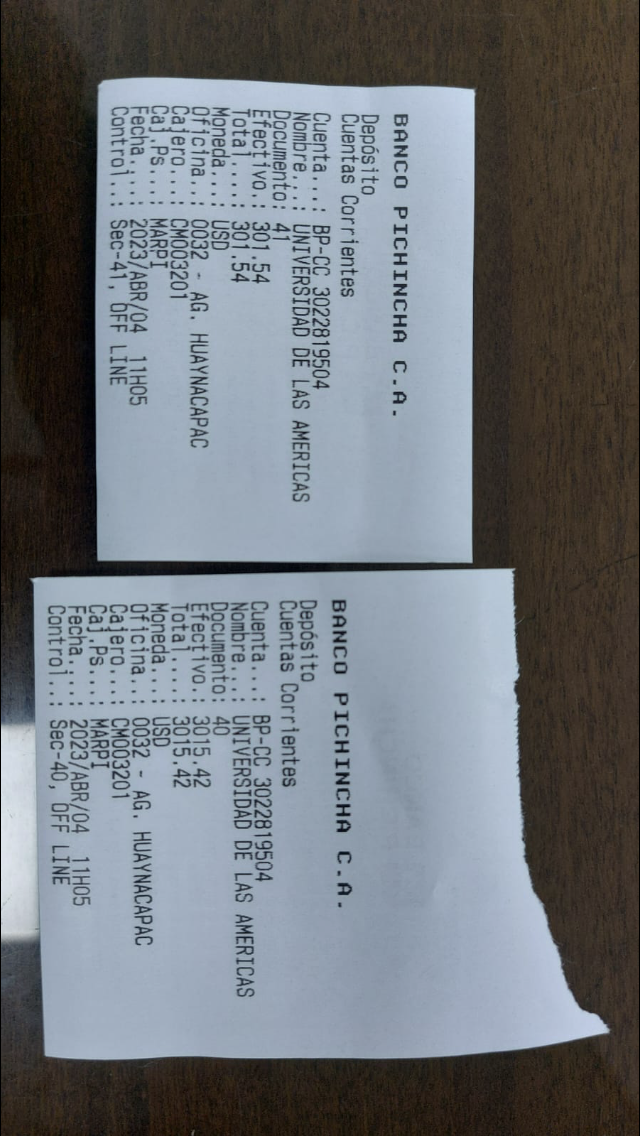 BANCO PICHINCHA C.A.
Depósito
Cuentas Corrientes
Cuenta...: BP-CC 3022819504
Nombre...: UNIVERSIDAD DE LAS AMERICAS
Documento: 41
Efectivo.: 301.54
Total....: 301.54
Moneda...: USD
Oficina..: 0032 - AG. HUAYNACAPAC
Cajero...: CM003201
Caj.Ps...: MARPI
Fecha....: 2023/ABR/04 11H05
Control..: Sec-41, OFF LINE
BANCO PICHINCHA C.A.
Depósito
Cuentas Corrientes
Cuenta...: BP-CC 3022819504
Nombre...: UNIVERSIDAD DE LAS AMERICAS
Documento: 40
Efectivo.: 3015.42
Total....: 3015.42
Moneda...: USD
Oficina..: 0032 - AG. HUAYNACAPAC
Cajero...: CM003201
Caj.Ps...: MARPI
Fecha....: 2023/ABR/04 11H05
Control..: Sec-40, OFF LINE